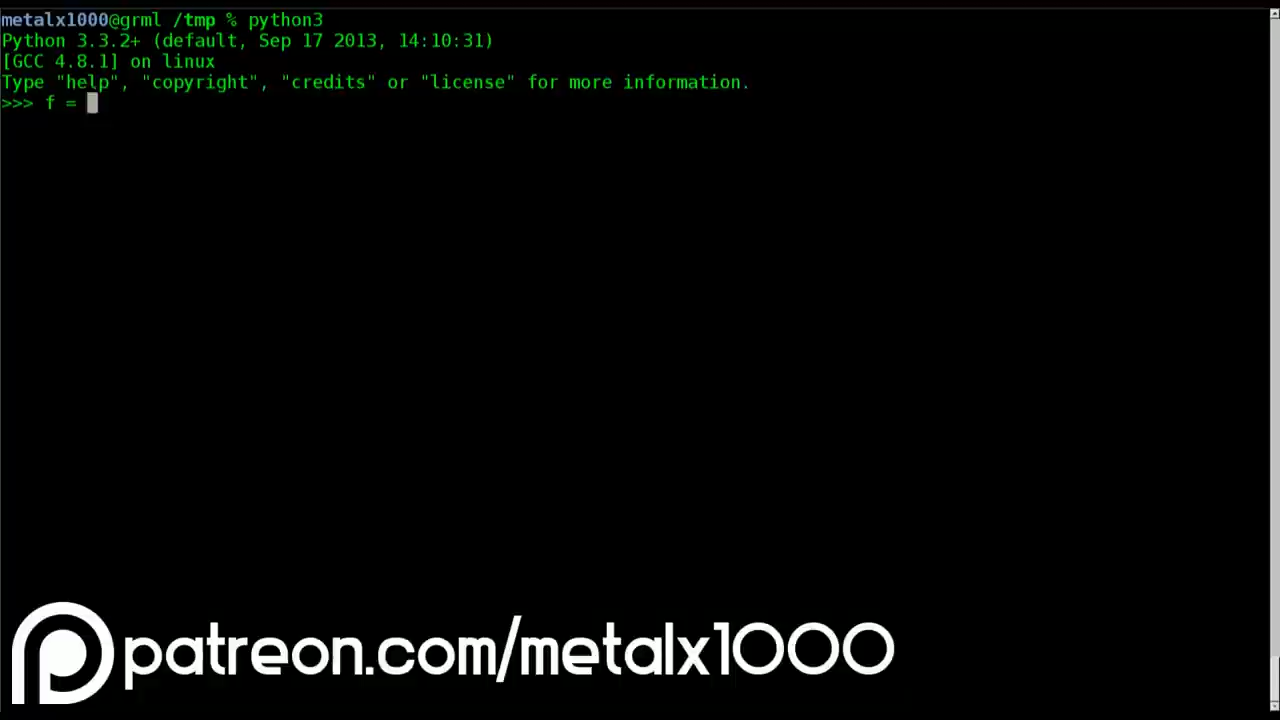 metalx1000@grml /tmp % python3
Python 3.3.2+ (default, Sep 17 2013, 14:10:31)
[GCC 4.8.1] on linux
Type "help", "copyright", "credits" or "license" for more information.
>>> f =
patreon.com/metalx1000